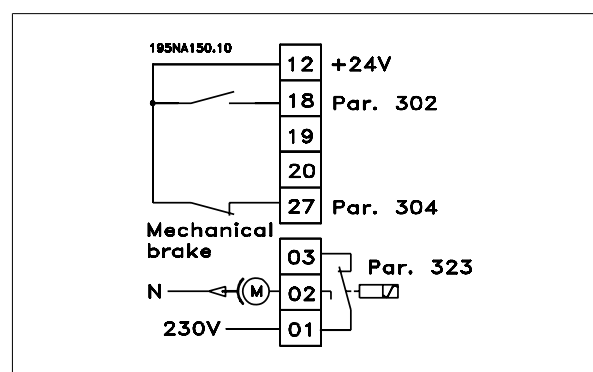 195NA150.10
12 +24V
18 Par. 302
19
20
27 Par. 304
Mechanical
brake
03
Par. 323
N M 02
230V 01